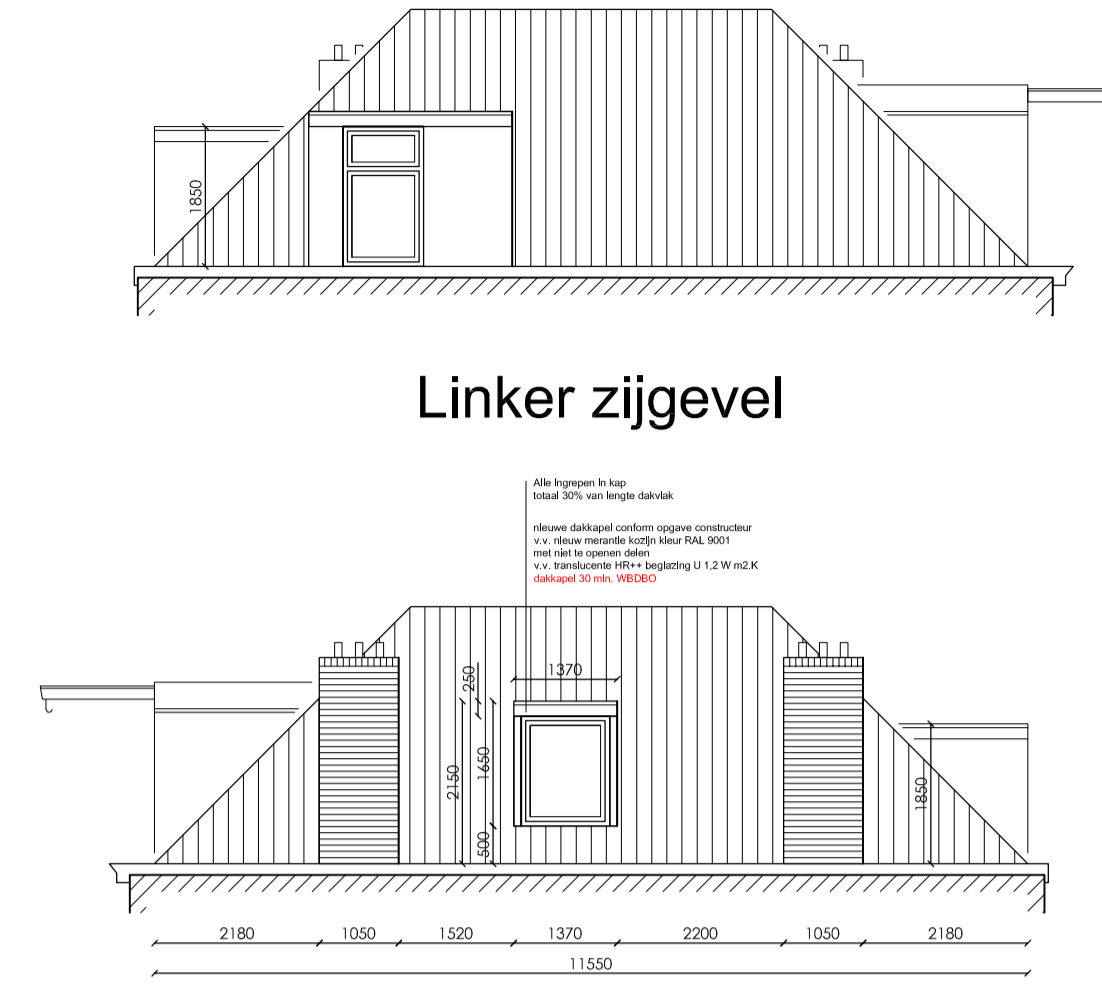 1850
Linker zijgevel
Alle ingrepen in kap
totaal 30% van lengte dakvlak
nieuwe dakkapel conform opgave constructeur
v.v. nieuw merantie kozijn kleur RAL 9001
met niet te openen delen
v.v. translucente HR++ beglazing U 1,2 W m2.K
dakkapel 30 min. WBDBO
1370
250
2150
1650
500
1850
2180 1050 1520 1370 2200 1050 2180
11550